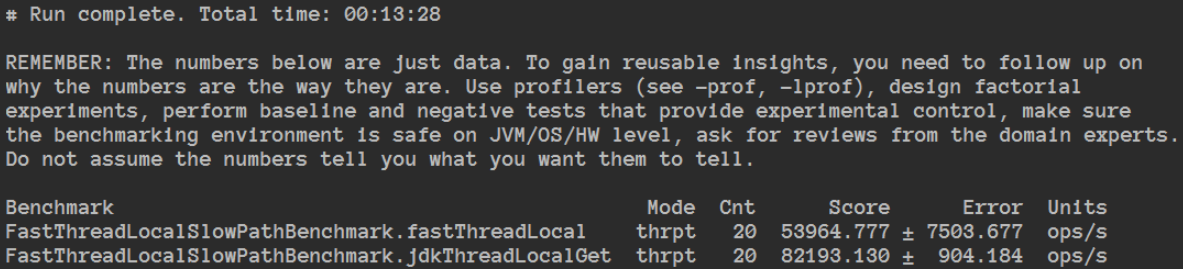 # Run complete. Total time: 00:13:28
REMEMBER: The numbers below are just data. To gain reusable insights, you need to follow up on
why the numbers are the way they are. Use profilers (see -prof, -lprof), design factorial
experiments, perform baseline and negative tests that provide experimental control, make sure
the benchmarking environment is safe on JVM/OS/HW level, ask for reviews from the domain experts.
Do not assume the numbers tell you what you want them to tell.
Benchmark Mode Cnt Score Error Units
FastThreadLocalSlowPathBenchmark.fastThreadLocal thrpt 20 53964.777 ± 7503.677 ops/s
FastThreadLocalSlowPathBenchmark.jdkThreadLocalGet thrpt 20 82193.130 ± 904.184 ops/s